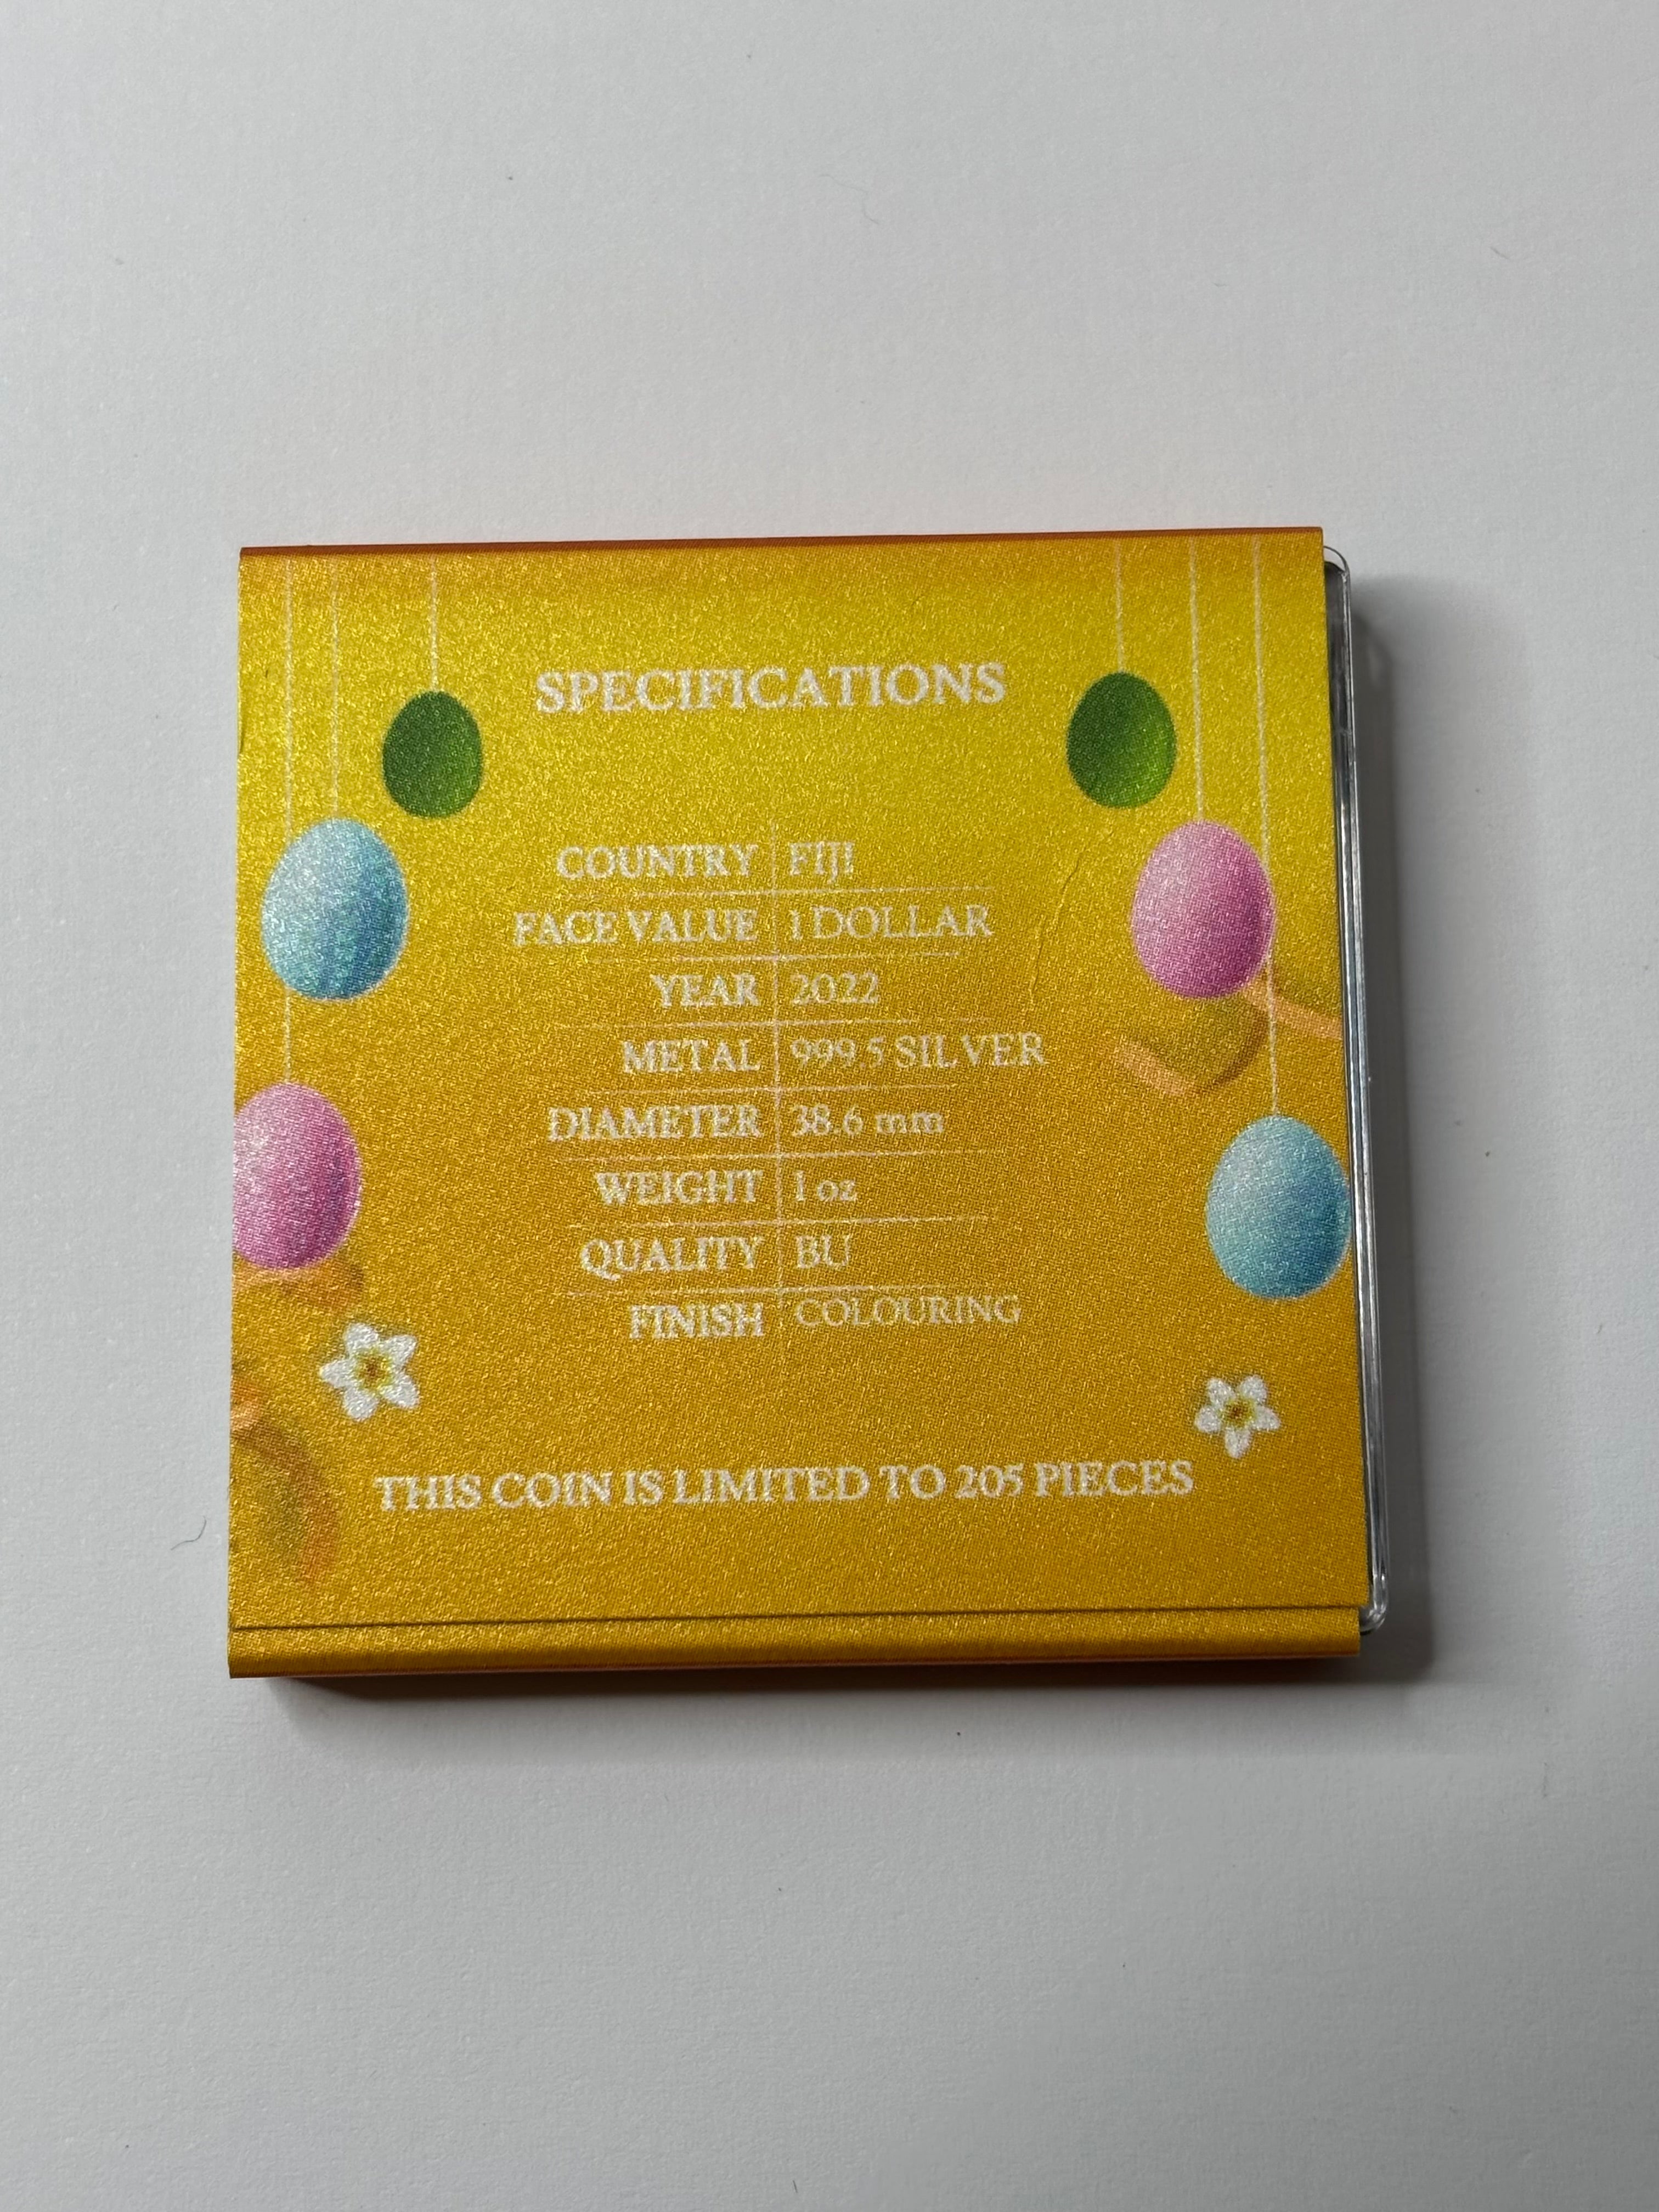 SPECIFICATIONS
COUNTRY FIJI
FACE VALUE 1 DOLLAR
YEAR 2022
METAL 999.5 SILVER
DIAMETER 38.6 mm
WEIGHT 1 oz
QUALITY BU
FINISH COLOURING
THIS COIN IS LIMITED TO 205 PIECES